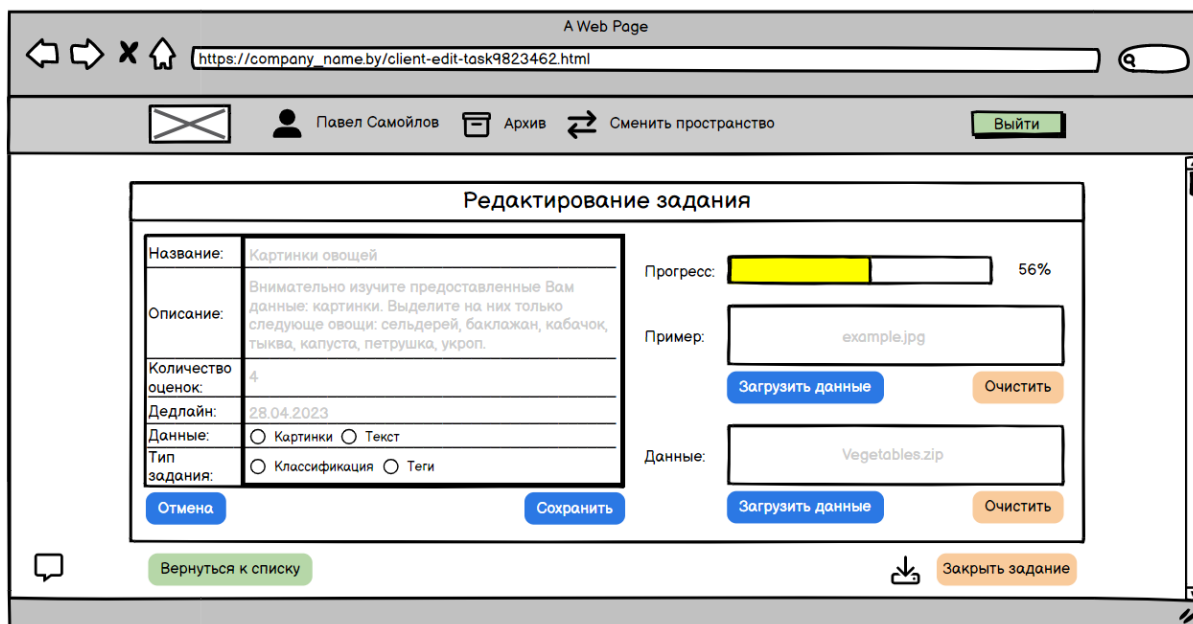 A Web Page
https://company_name.by/client-edit-task9823462.html
Павел Самойлов
Архив
Сменить пространство
Выйти
Редактирование задания
Название:
Картинки овощей
Описание:
Внимательно изучите предоставленные Вам
данные: картинки. Выделите на них только
следующе овощи: сельдерей, баклажан, кабачок,
тыква, капуста, петрушка, укроп.
Количество
оценок:
4
Дедлайн:
28.04.2023
Данные:
Картинки
Текст
Тип
задания:
Классификация
Теги
Отмена
Сохранить
Прогресс:
56%
Пример:
example.jpg
Загрузить данные
Очистить
Данные:
Vegetables.zip
Загрузить данные
Очистить
Вернуться к списку
Закрыть задание